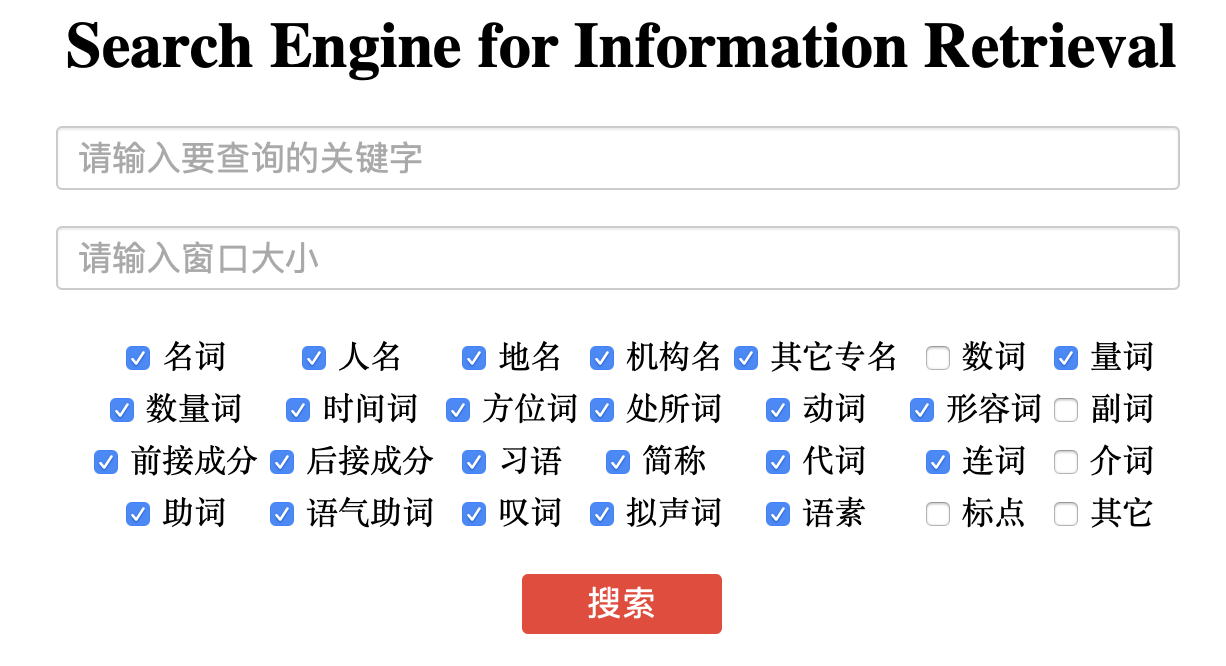 Search Engine for Information Retrieval
请输入要查询的关键字
请输入窗口大小
名词 人名 地名 机构名 其它专名 数词 量词
数量词 时间词 方位词 处所词 动词 形容词 副词
前接成分 后接成分 习语 简称 代词 连词 介词
助词 语气助词 叹词 拟声词 语素 标点 其它
搜索